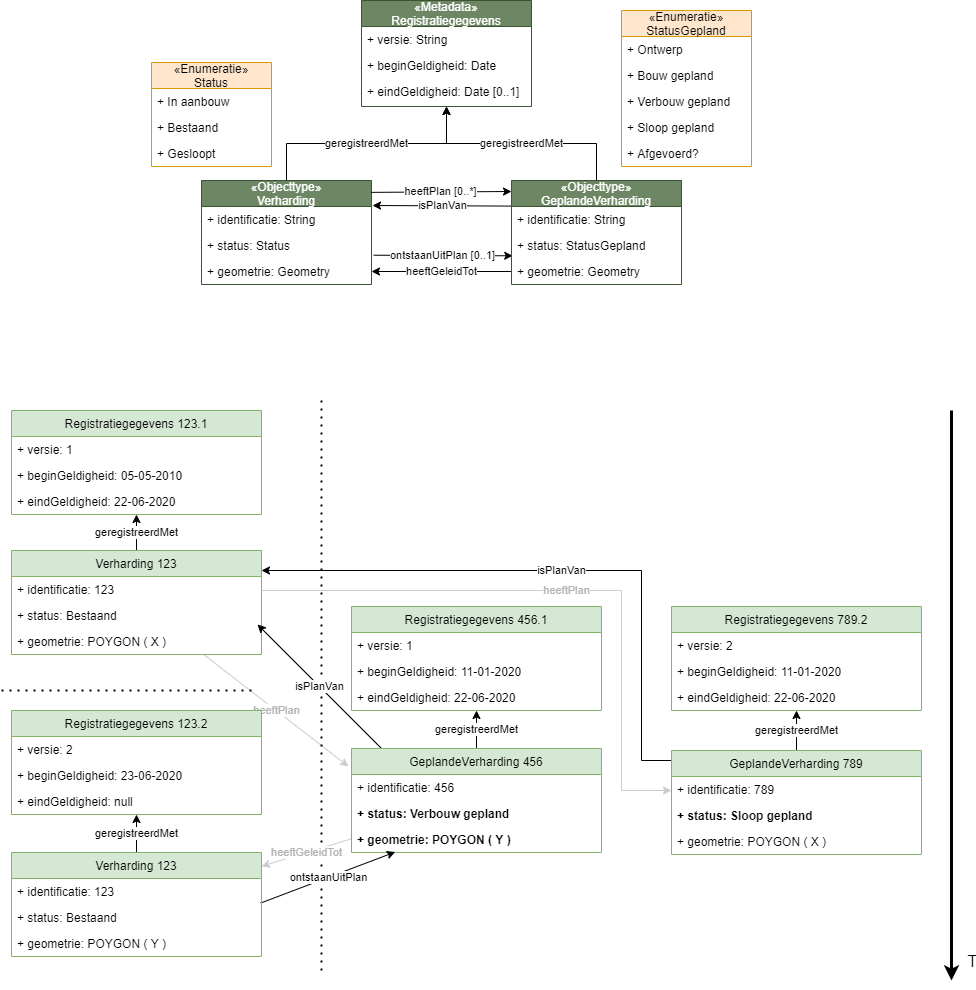 «Metadata»
Registratiegegevens
+ versie: String
+ beginGeldigheid: Date
+ eindGeldigheid: Date [0..1]
«Enumeratie»
StatusGepland
+ Ontwerp
+ Bouw gepland
+ Verbouw gepland
+ Sloop gepland
+ Afgevoerd?
«Enumeratie»
Status
+ In aanbouw
+ Bestaand
+ Gesloopt
geregistreerdMet
geregistreerdMet
«Objecttype»
Verharding
+ identificatie: String
+ status: Status
+ geometrie: Geometry
heeftPlan [0..*]
isPlanVan
ontstaanUitPlan [0..1]
heeftGeleidTot
«Objecttype»
GeplandeVerharding
+ identificatie: String
+ status: StatusGepland
+ geometrie: Geometry
Registratiegegevens 123.1
+ versie: 1
+ beginGeldigheid: 05-05-2010
+ eindGeldigheid: 22-06-2020
geregistreerdMet
Verharding 123
+ identificatie: 123
+ status: Bestaand
+ geometrie: POYGON ( X )
isPlanVan
heeftPlan
isPlanVan
heeftPlan
Registratiegegevens 456.1
+ versie: 1
+ beginGeldigheid: 11-01-2020
+ eindGeldigheid: 22-06-2020
geregistreerdMet
GeplandeVerharding 456
+ identificatie: 456
+ status: Verbouw gepland
+ geometrie: POYGON ( Y )
Registratiegegevens 789.2
+ versie: 2
+ beginGeldigheid: 11-01-2020
+ eindGeldigheid: 22-06-2020
geregistreerdMet
GeplandeVerharding 789
+ identificatie: 789
+ status: Sloop gepland
+ geometrie: POYGON ( X )
Registratiegegevens 123.2
+ versie: 2
+ beginGeldigheid: 23-06-2020
+ eindGeldigheid: null
geregistreerdMet
heeftGeleidTot
ontstaanUitPlan
Verharding 123
+ identificatie: 123
+ status: Bestaand
+ geometrie: POYGON ( Y )
T